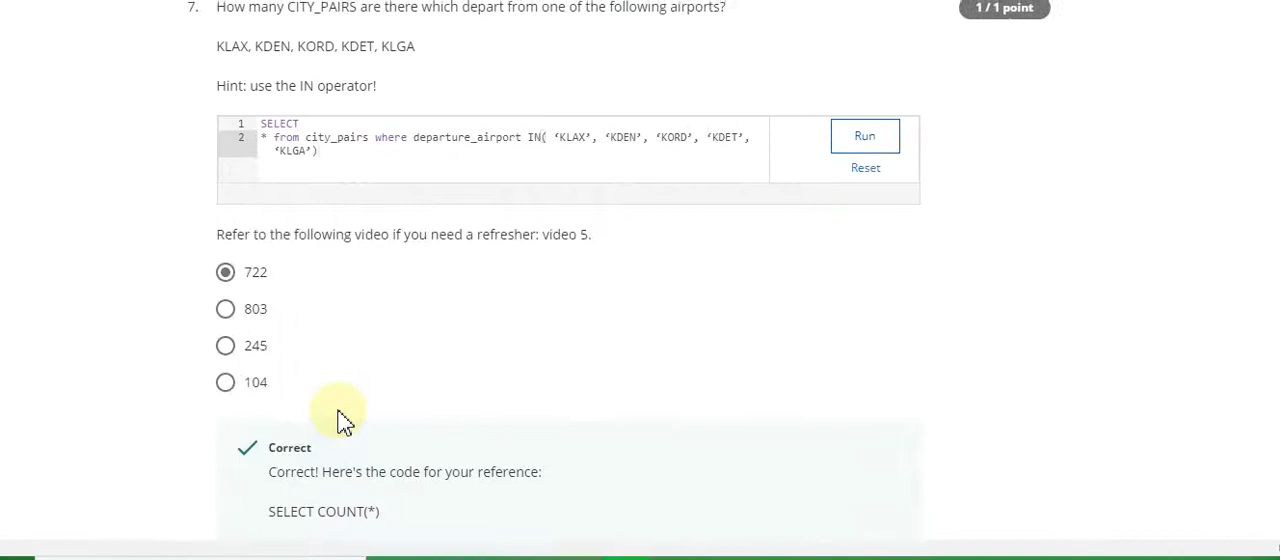 7. How many CITY_PAIRS are there which depart from one of the following airports?
1 / 1 point
KLAX, KDEN, KORD, KDET, KLGA
Hint: use the IN operator!
1 SELECT
2 * from city_pairs where departure_airport IN( ‘KLAX’, ‘KDEN’, ‘KORD’, ‘KDET’,
‘KLGA’)
Run
Reset
Refer to the following video if you need a refresher: video 5.
722
803
245
104
Correct
Correct! Here's the code for your reference:
SELECT COUNT(*)